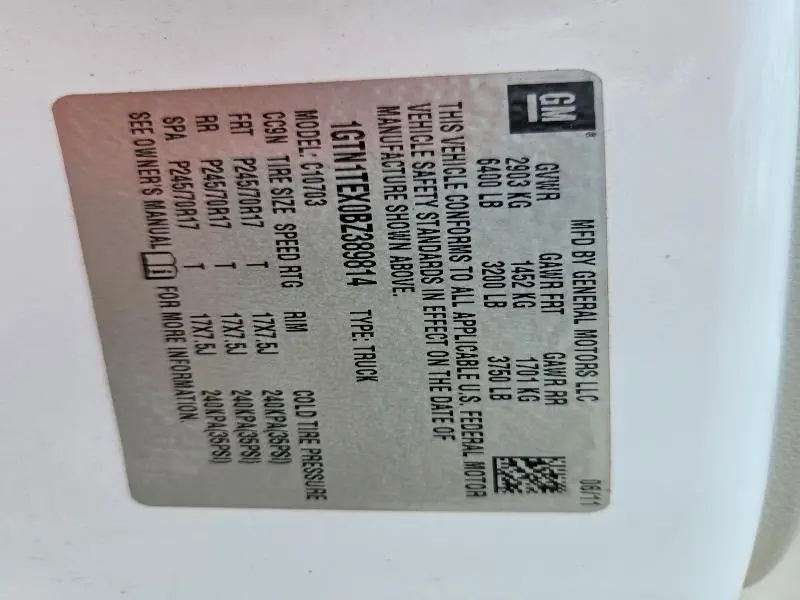 GM ®
MFD BY GENERAL MOTORS LLC 06/11
GVWR GAWR FRT GAWR RR
2903 KG 1452 KG 1701 KG
6400 LB 3200 LB 3750 LB
THIS VEHICLE CONFORMS TO ALL APPLICABLE U.S. FEDERAL MOTOR
VEHICLE SAFETY STANDARDS IN EFFECT ON THE DATE OF
MANUFACTURE SHOWN ABOVE.
1GTN1TEX0BZ389814 TYPE: TRUCK
MODEL: C10703
CC9N TIRE SIZE SPEED RTG RIM COLD TIRE PRESSURE
FRT P245/70R17 T 17X7.5J 240KPA(35PSI)
RR P245/70R17 T 17X7.5J 240KPA(35PSI)
SPA P245/70R17 T 17X7.5J 240KPA(35PSI)
SEE OWNER'S MANUAL FOR MORE INFORMATION.